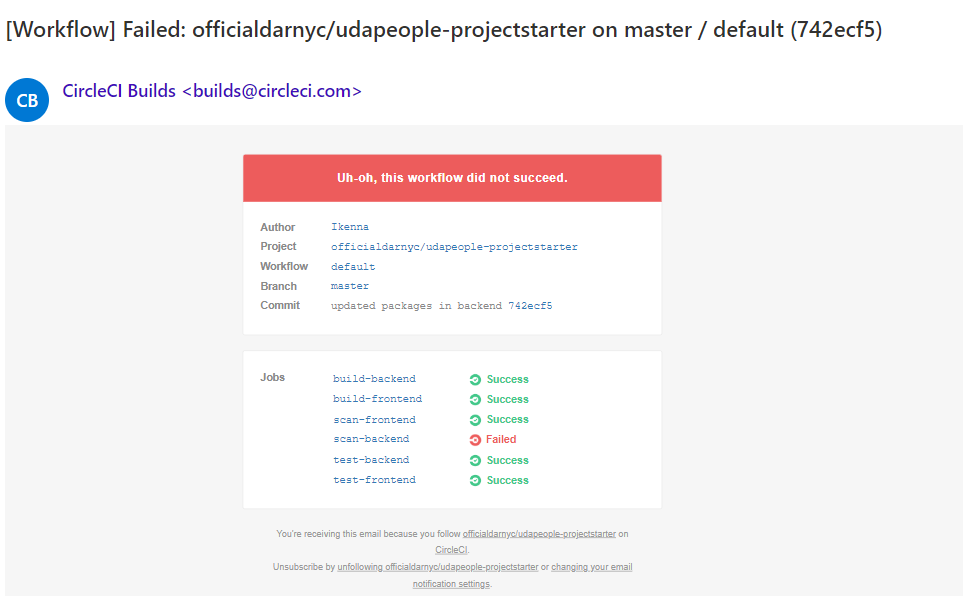 [Workflow] Failed: officialdarnyc/udapeople-projectstarter on master / default (742ecf5)
CB
CircleCI Builds <builds@circleci.com>
Uh-oh, this workflow did not succeed.
Author Ikenna
Project officialdarnyc/udapeople-projectstarter
Workflow default
Branch master
Commit updated packages in backend 742ecf5
Jobs build-backend Success
build-frontend Success
scan-frontend Success
scan-backend Failed
test-backend Success
test-frontend Success
You're receiving this email because you follow officialdarnyc/udapeople-projectstarter on
CircleCI.
Unsubscribe by unfollowing officialdarnyc/udapeople-projectstarter or changing your email
notification settings.